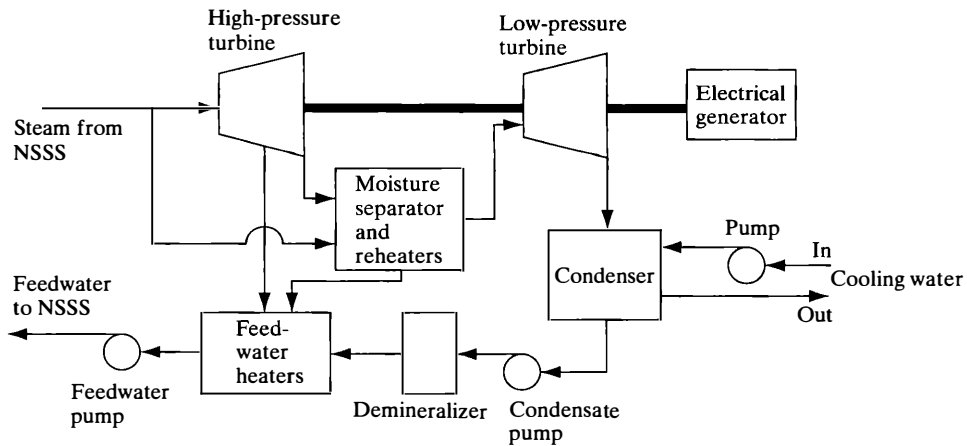 High-pressure
turbine
Low-pressure
turbine
Electrical
generator
Steam from
NSSS
Moisture
separator
and
reheaters
Pump
In
Condenser
Cooling water
Out
Feedwater
to NSSS
Feed-
water
heaters
Feedwater
pump
Demineralizer
Condensate
pump